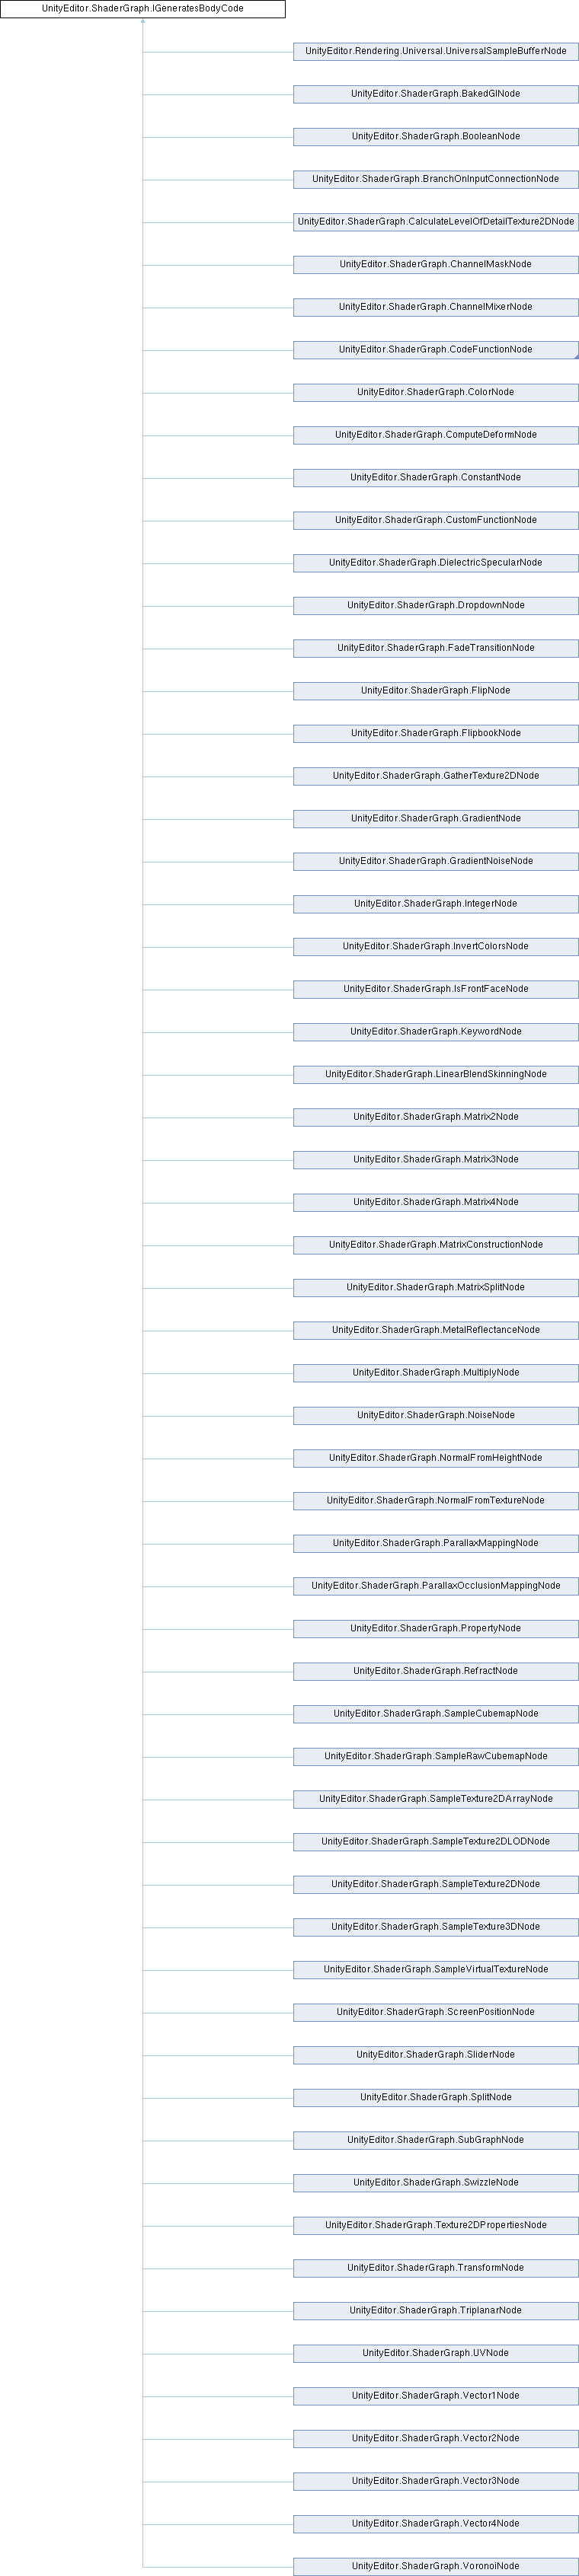 UnityEditor.ShaderGraph.IGeneratesBodyCode
UnityEditor.Rendering.Universal.UniversalSampleBufferNode
UnityEditor.ShaderGraph.BakedGINode
UnityEditor.ShaderGraph.BooleanNode
UnityEditor.ShaderGraph.BranchOnInputConnectionNode
UnityEditor.ShaderGraph.CalculateLevelOfDetailTexture2DNode
UnityEditor.ShaderGraph.ChannelMaskNode
UnityEditor.ShaderGraph.ChannelMixerNode
UnityEditor.ShaderGraph.CodeFunctionNode
UnityEditor.ShaderGraph.ColorNode
UnityEditor.ShaderGraph.ComputeDeformNode
UnityEditor.ShaderGraph.ConstantNode
UnityEditor.ShaderGraph.CustomFunctionNode
UnityEditor.ShaderGraph.DielectricSpecularNode
UnityEditor.ShaderGraph.DropdownNode
UnityEditor.ShaderGraph.FadeTransitionNode
UnityEditor.ShaderGraph.FlipNode
UnityEditor.ShaderGraph.FlipbookNode
UnityEditor.ShaderGraph.GatherTexture2DNode
UnityEditor.ShaderGraph.GradientNode
UnityEditor.ShaderGraph.GradientNoiseNode
UnityEditor.ShaderGraph.IntegerNode
UnityEditor.ShaderGraph.InvertColorsNode
UnityEditor.ShaderGraph.IsFrontFaceNode
UnityEditor.ShaderGraph.KeywordNode
UnityEditor.ShaderGraph.LinearBlendSkinningNode
UnityEditor.ShaderGraph.Matrix2Node
UnityEditor.ShaderGraph.Matrix3Node
UnityEditor.ShaderGraph.Matrix4Node
UnityEditor.ShaderGraph.MatrixConstructionNode
UnityEditor.ShaderGraph.MatrixSplitNode
UnityEditor.ShaderGraph.MetalReflectanceNode
UnityEditor.ShaderGraph.MultiplyNode
UnityEditor.ShaderGraph.NoiseNode
UnityEditor.ShaderGraph.NormalFromHeightNode
UnityEditor.ShaderGraph.NormalFromTextureNode
UnityEditor.ShaderGraph.ParallaxMappingNode
UnityEditor.ShaderGraph.ParallaxOcclusionMappingNode
UnityEditor.ShaderGraph.PropertyNode
UnityEditor.ShaderGraph.RefractNode
UnityEditor.ShaderGraph.SampleCubemapNode
UnityEditor.ShaderGraph.SampleRawCubemapNode
UnityEditor.ShaderGraph.SampleTexture2DArrayNode
UnityEditor.ShaderGraph.SampleTexture2DLODNode
UnityEditor.ShaderGraph.SampleTexture2DNode
UnityEditor.ShaderGraph.SampleTexture3DNode
UnityEditor.ShaderGraph.SampleVirtualTextureNode
UnityEditor.ShaderGraph.ScreenPositionNode
UnityEditor.ShaderGraph.SliderNode
UnityEditor.ShaderGraph.SplitNode
UnityEditor.ShaderGraph.SubGraphNode
UnityEditor.ShaderGraph.SwizzleNode
UnityEditor.ShaderGraph.Texture2DPropertiesNode
UnityEditor.ShaderGraph.TransformNode
UnityEditor.ShaderGraph.TriplanarNode
UnityEditor.ShaderGraph.UVNode
UnityEditor.ShaderGraph.Vector1Node
UnityEditor.ShaderGraph.Vector2Node
UnityEditor.ShaderGraph.Vector3Node
UnityEditor.ShaderGraph.Vector4Node
UnityEditor.ShaderGraph.VoronoiNode